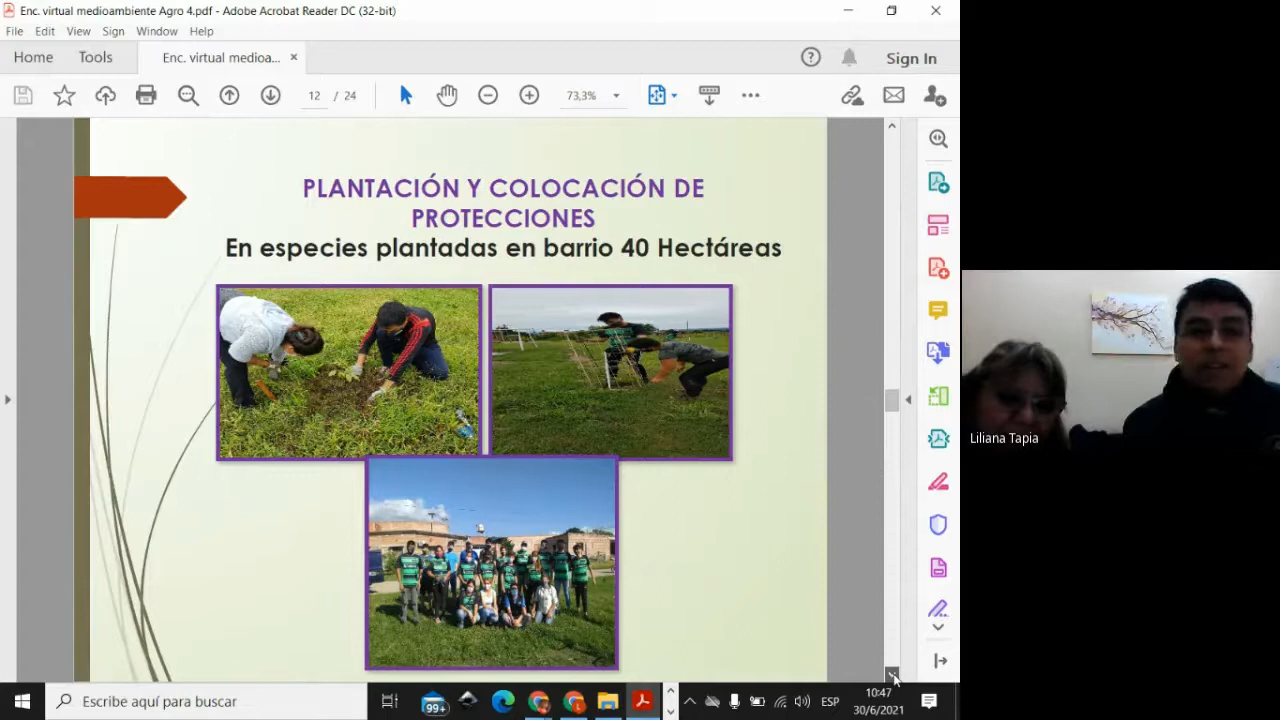 Enc. virtual medioambiente Agro 4.pdf - Adobe Acrobat Reader DC (32-bit)
File Edit View Sign Window Help
Home Tools Enc. virtual medioa... × Sign In
12 / 24 73,3%
PLANTACIÓN Y COLOCACIÓN DE
PROTECCIONES
En especies plantadas en barrio 40 Hectáreas
Liliana Tapia
Escribe aquí para buscar
99+
ESP
10:47
30/6/2021